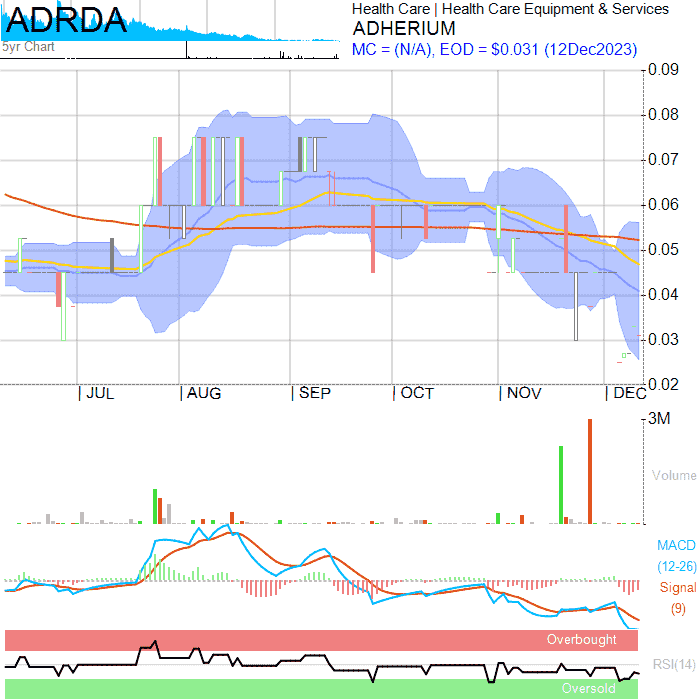 ADRDA
5yr Chart
Health Care | Health Care Equipment & Services
ADHERIUM
MC = (N/A), EOD = $0.031 (12Dec2023)
0.09
0.08
0.07
0.06
0.05
0.04
0.03
0.02
JUL
AUG
SEP
OCT
NOV
DEC
3M
Volume
MACD
(12-26)
Signal
(9)
Overbought
RSI(14)
Oversold